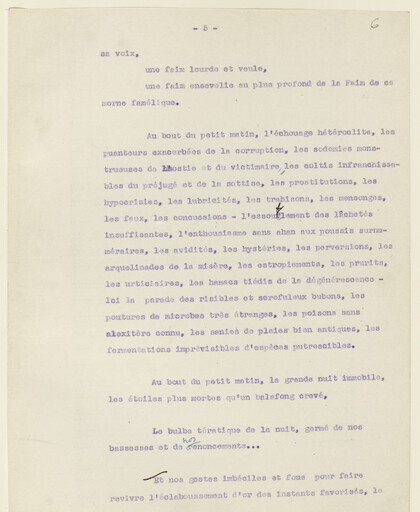 - 5 -
6
sa voix,
une faim lourde et veule,
une faim ensevelie au plus profond de la Faim de ce
morne famélique.
Au bout du petit matin, l'échouage hétéroclite, les
puanteurs exacerbées de la corruption, les sodomies mons-
trueuses de l'hostie et du victimaire, les coltis infranchissa-
bles du préjugé et de la sottise, les prostitutions, les
hypocrisies, les lubricités, les trahisons, les mensonges,
les faux, les concussions - l'essouflement des lâchetés
insuffisantes, l'enthousiasme sans ahan aux poussis surnu-
méraires, les avidités, les hystéries, les perversions, les
arquelinades de la misère, les estropiements, les prurits,
les urticaires, les hamacs tièdis de la dégénérescence -
Ici la parade des risibles et scrofuleux bubons, les
poutures de microbes très étranges, les poisons sans
alexitère connu, les sanies de plaies bien antiques, les
fermentations imprévisibles d'espèces putrescibles.
Au bout du petit matin, la grande nuit immobile,
les étoiles plus mortes qu'un balafong crevé,
Le bulbe tératique de la nuit, germé de nos
bassesses et de nos renoncements...
Et nos gestes imbéciles et fous pour faire
revivre l'éclaboussement d'or des instants favorisés, le